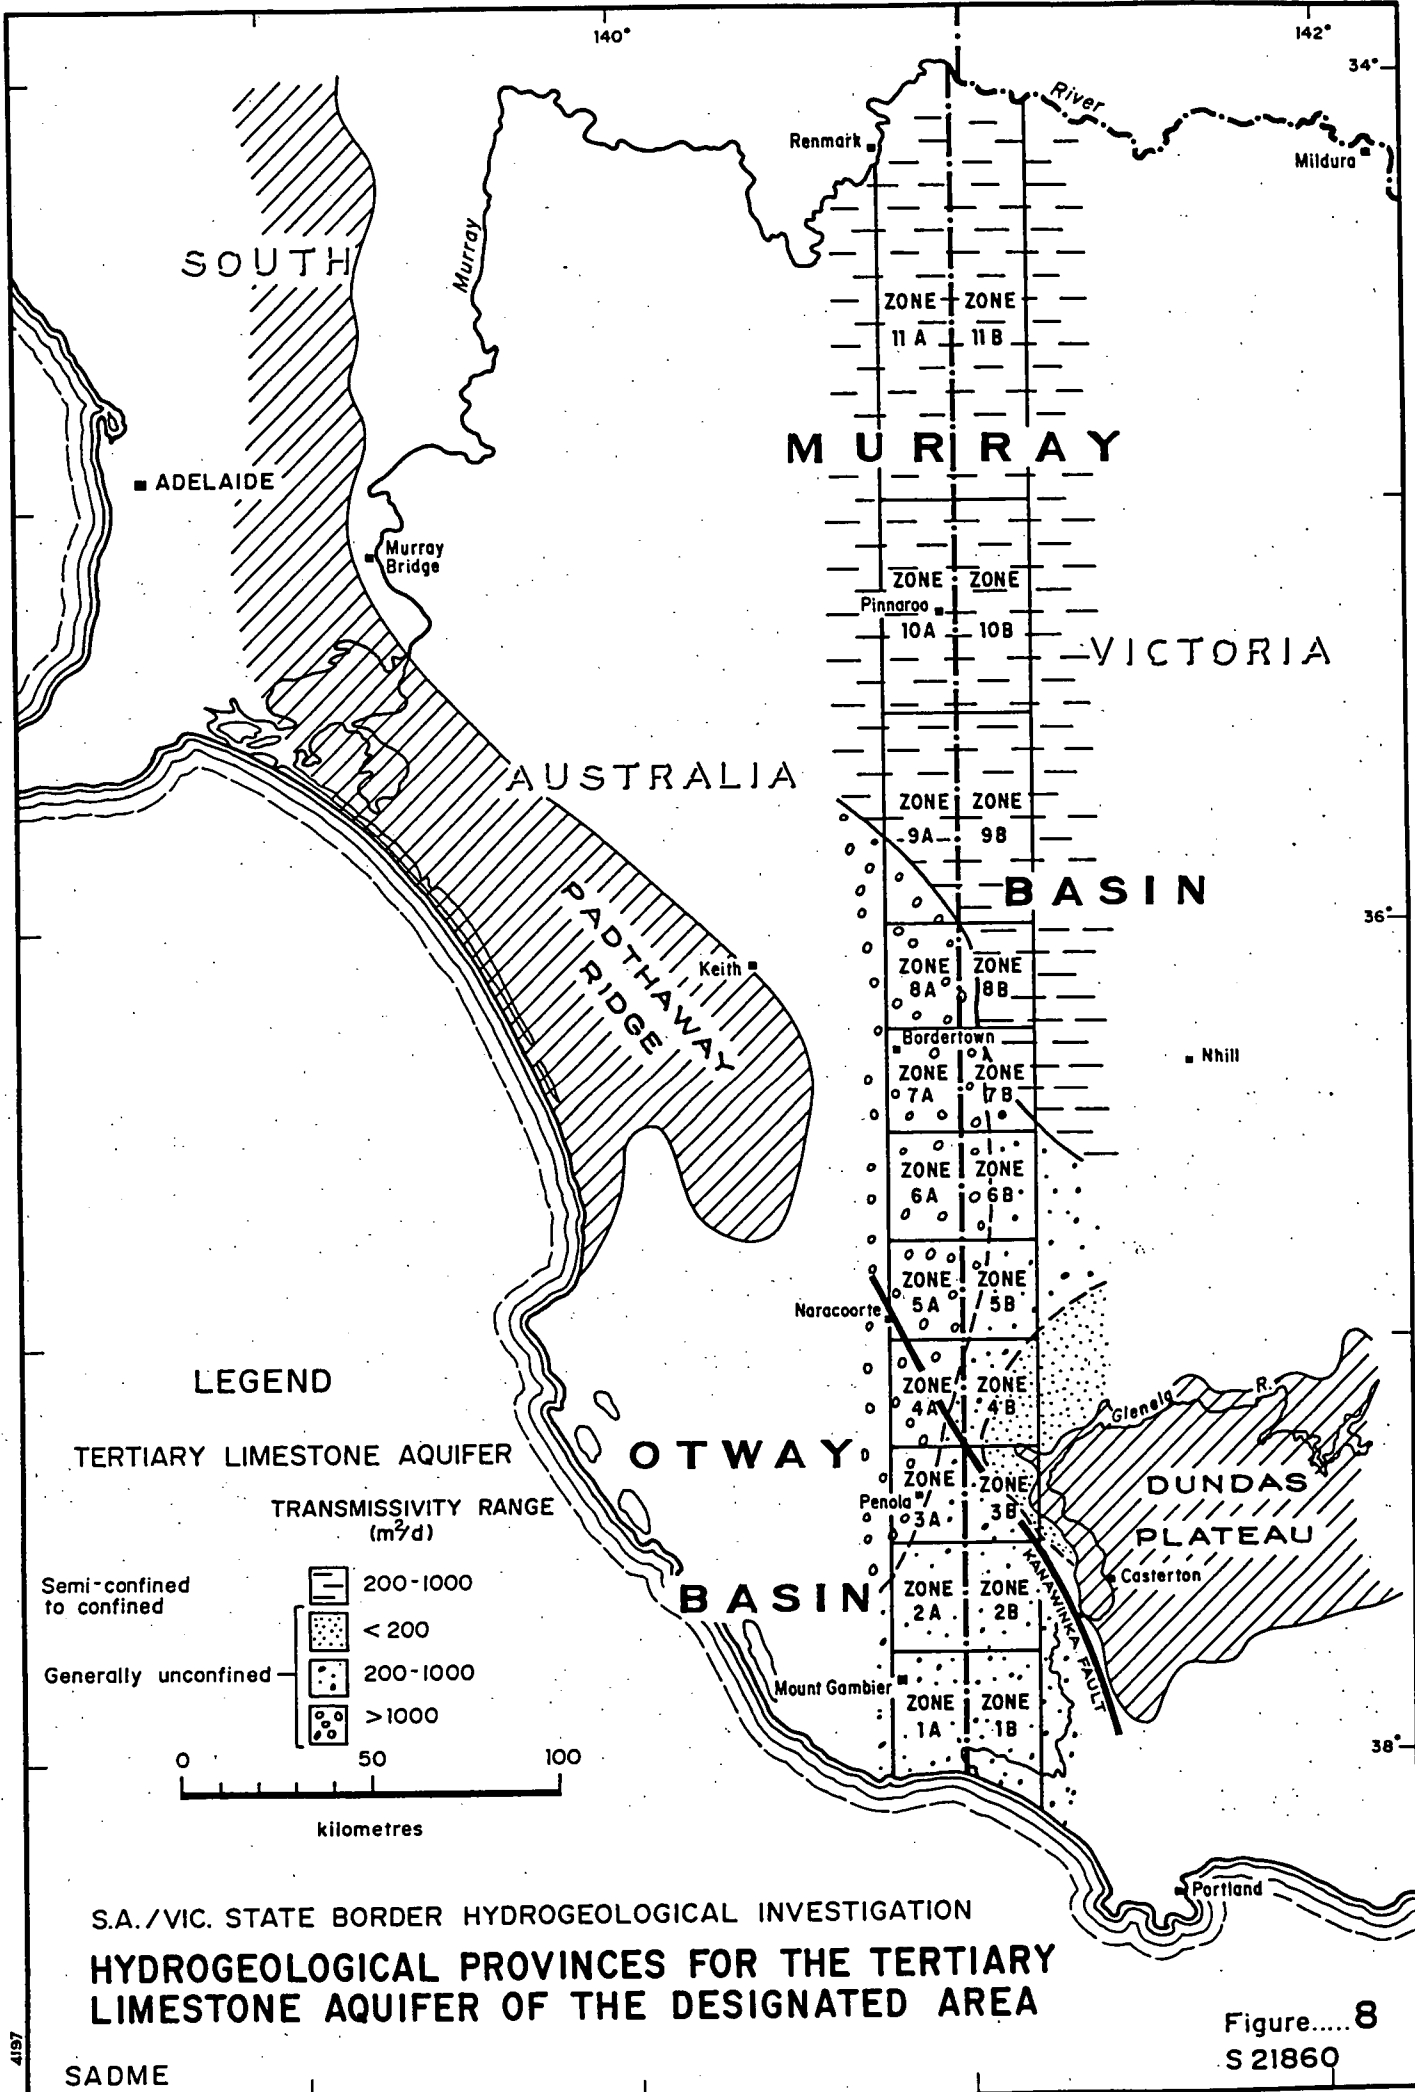 140°
142°
34°
River
Renmark
Mildura
SOUTH
Murray
ZONE ZONE
11A 11B
MURRAY
ADELAIDE
Murray
Bridge
ZONE ZONE
Pinnaroo
10A 10B
VICTORIA
AUSTRALIA
ZONE ZONE
9A 9B
BASIN
36°
PADTHAWAY
RIDGE
Keith
ZONE ZONE
8A 8B
Bordertown
Nhill
ZONE ZONE
7A 7B
ZONE ZONE
6A 6B
ZONE ZONE
5A 5B
Naracoorte
LEGEND
ZONE ZONE
4A 4B
Glenelg R.
OTWAY
TERTIARY LIMESTONE AQUIFER
ZONE ZONE
3A 3B
Penola
DUNDAS
PLATEAU
TRANSMISSIVITY RANGE
(m²/d)
KANAWINKA FAULT
Casterton
Semi-confined
to confined
200-1000
BASIN
ZONE ZONE
2A 2B
<200
Generally unconfined
200-1000
Mount Gambier
>1000
ZONE ZONE
1A 1B
38°
0 50 100
kilometres
Portland
S.A./VIC. STATE BORDER HYDROGEOLOGICAL INVESTIGATION
HYDROGEOLOGICAL PROVINCES FOR THE TERTIARY
LIMESTONE AQUIFER OF THE DESIGNATED AREA
Figure.....8
S 21860
4197
SADME